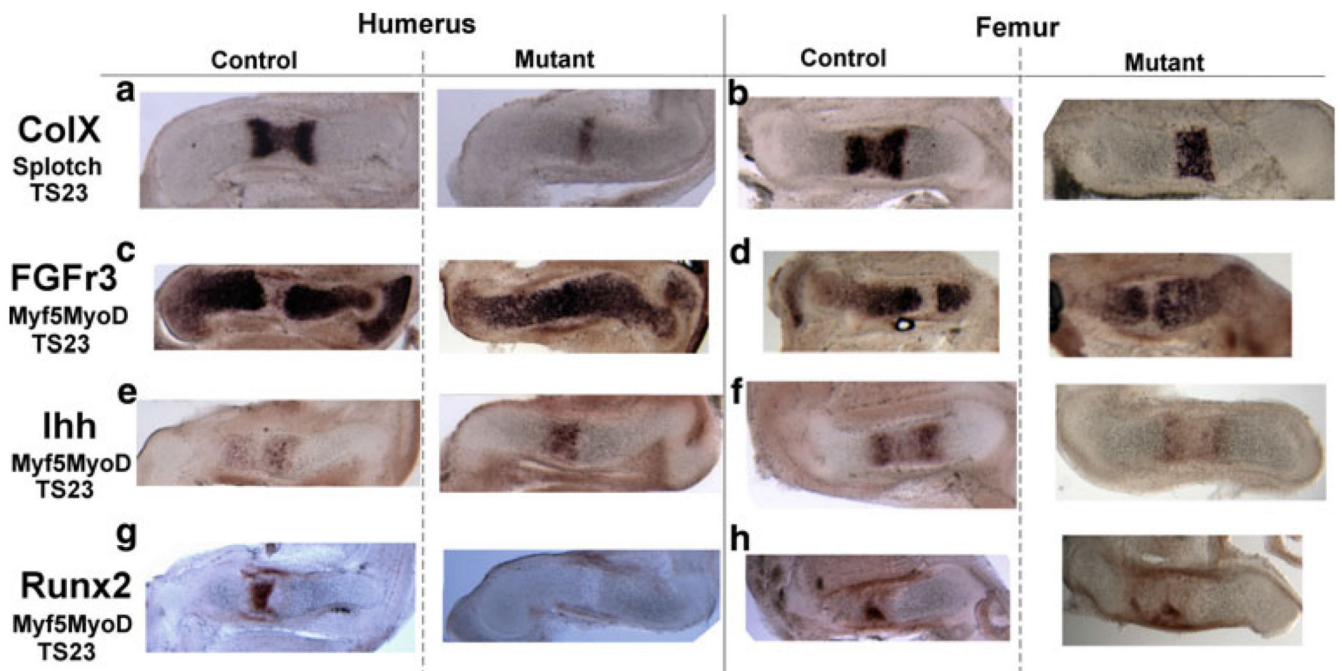 Humerus
Femur
Control
Mutant
Control
Mutant
a
b
ColX
Splotch
TS23
c
d
FGFr3
Myf5MyoD
TS23
e
f
Ihh
Myf5MyoD
TS23
g
h
Runx2
Myf5MyoD
TS23